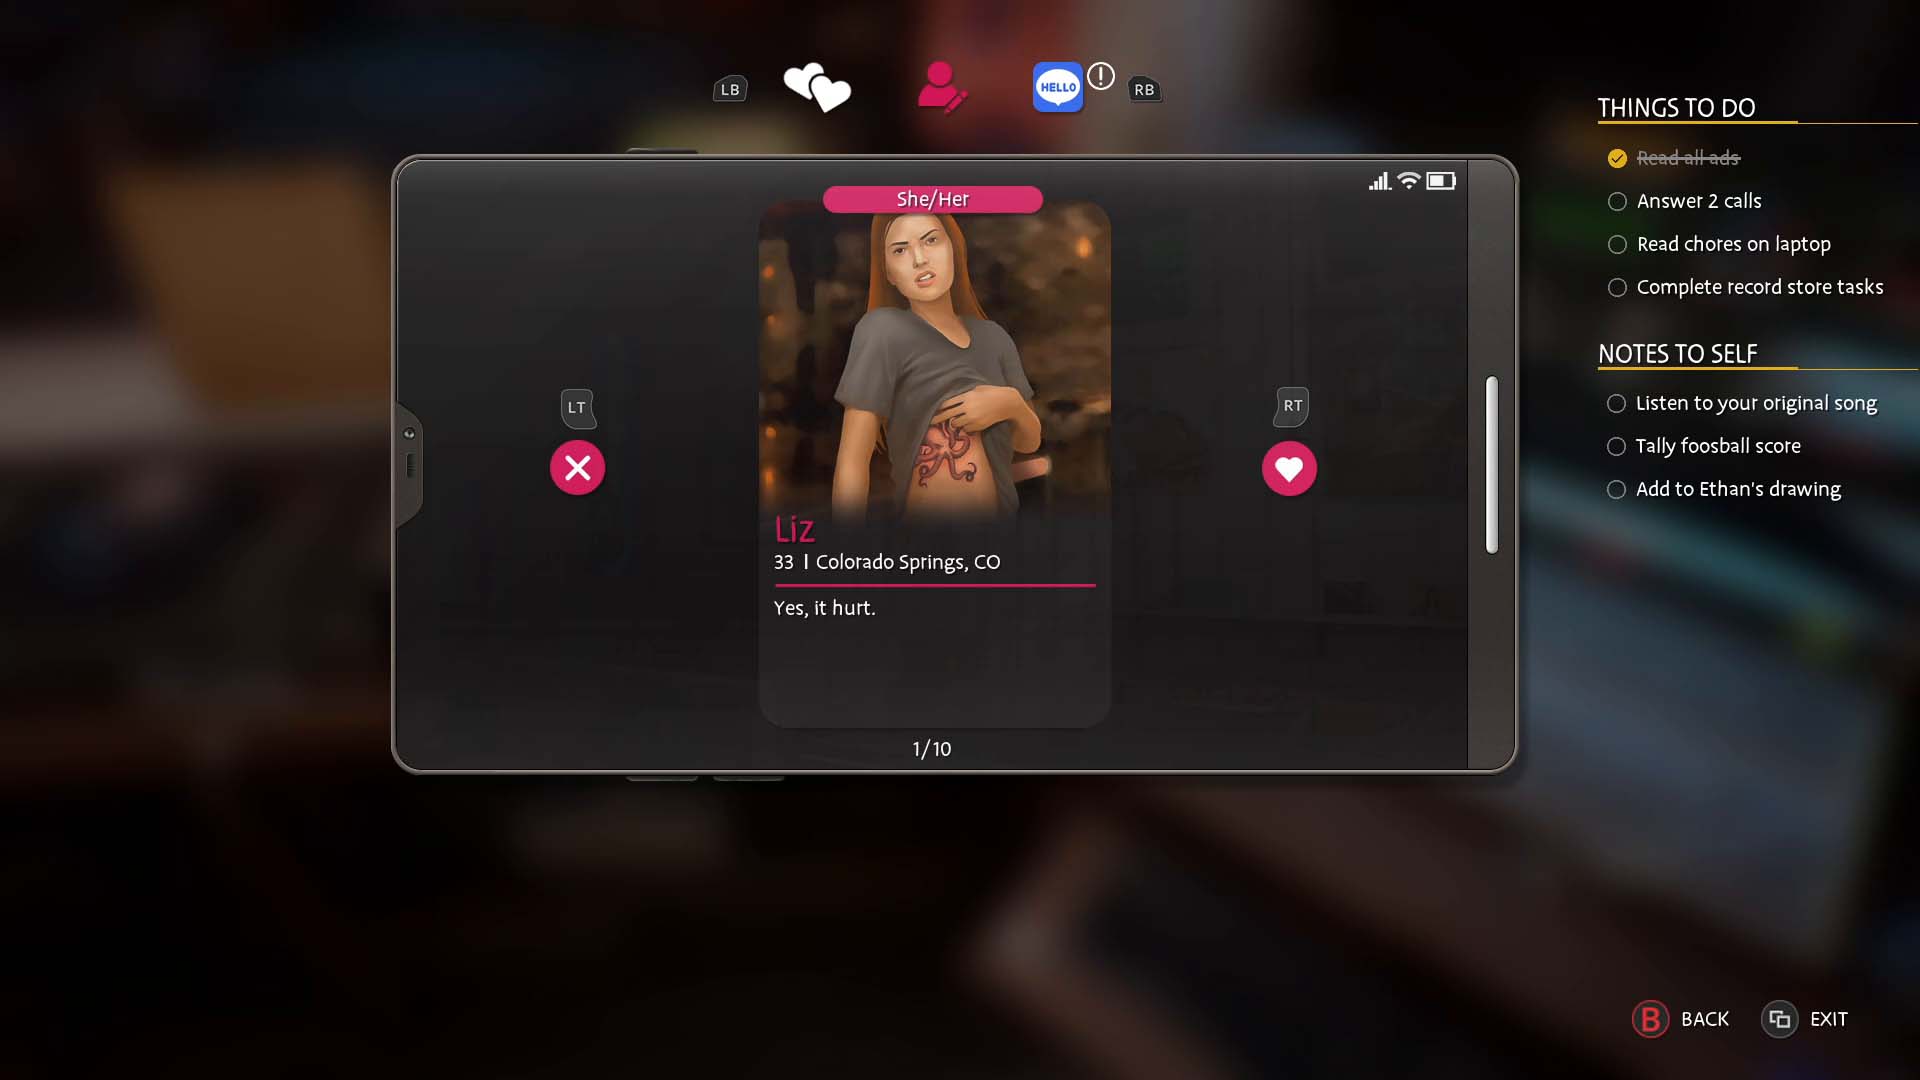 LB
HELLO
!
RB
She/Her
LT
RT
Liz
33 | Colorado Springs, CO
Yes, it hurt.
1/10
THINGS TO DO
Read all ads
Answer 2 calls
Read chores on laptop
Complete record store tasks
NOTES TO SELF
Listen to your original song
Tally foosball score
Add to Ethan's drawing
B BACK
EXIT